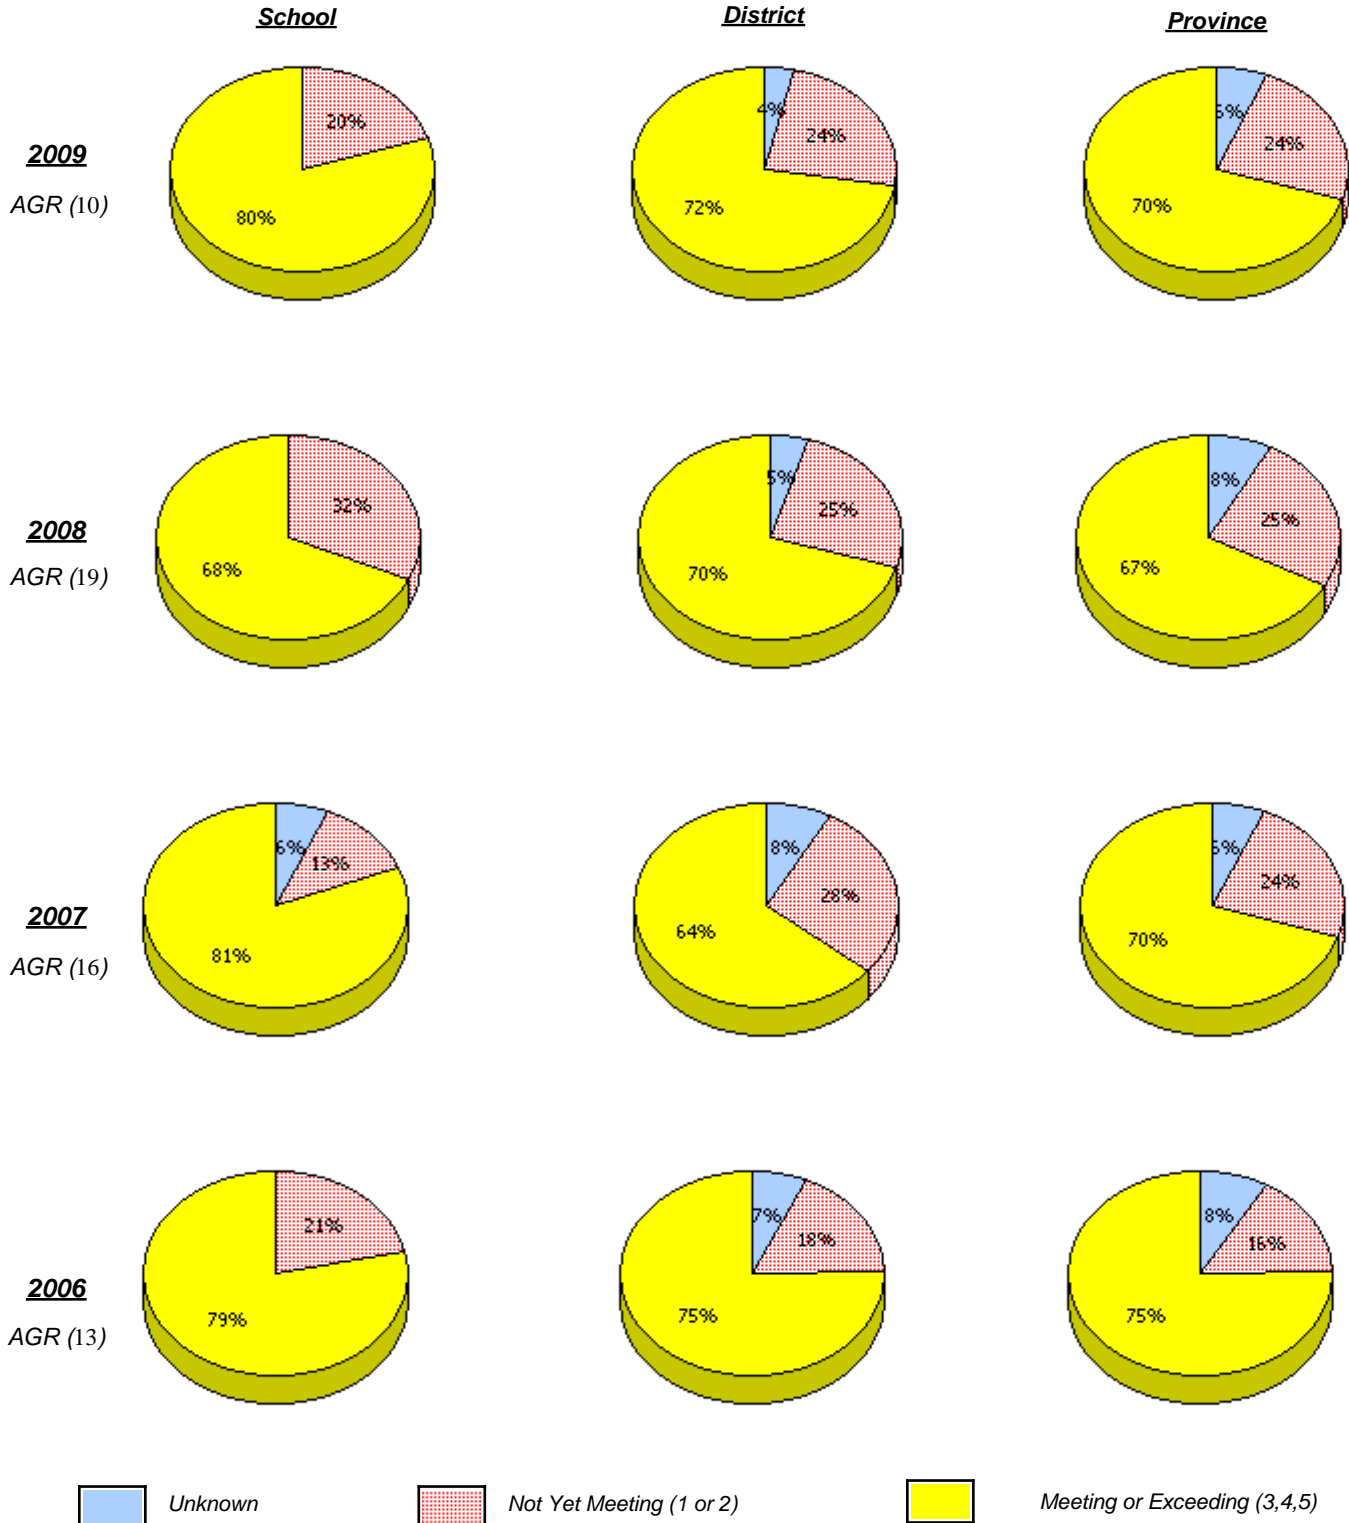 School District Province
4%
20% 24% 6% 24%
2009
AGR (10)
80% 72% 70%
5% 8%
32% 25% 25%
2008
AGR (19)
68% 70% 67%
6% 13% 8% 28% 6% 24%
2007
AGR (16)
81% 64% 70%
21% 7% 18% 8% 16%
2006
AGR (13)
79% 75% 75%
Unknown Not Yet Meeting (1 or 2) Meeting or Exceeding (3,4,5)